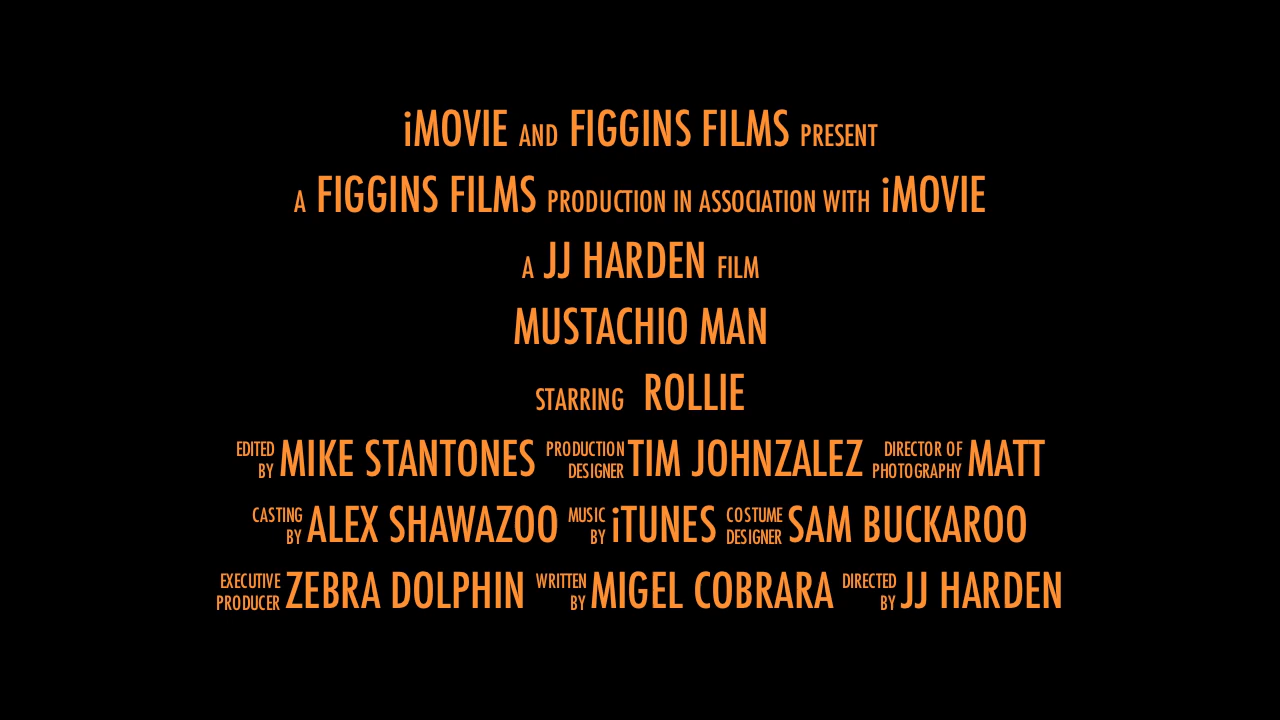 iMOVIE AND FIGGINS FILMS PRESENT
A FIGGINS FILMS PRODUCTION IN ASSOCIATION WITH iMOVIE
A JJ HARDEN FILM
MUSTACHIO MAN
STARRING ROLLIE
EDITED BY MIKE STANTONES PRODUCTION DESIGNER TIM JOHNZALEZ DIRECTOR OF PHOTOGRAPHY MATT
CASTING BY ALEX SHAWAZOO MUSIC BY iTUNES COSTUME DESIGNER SAM BUCKAROO
EXECUTIVE PRODUCER ZEBRA DOLPHIN WRITTEN BY MIGEL COBRARA DIRECTED BY JJ HARDEN